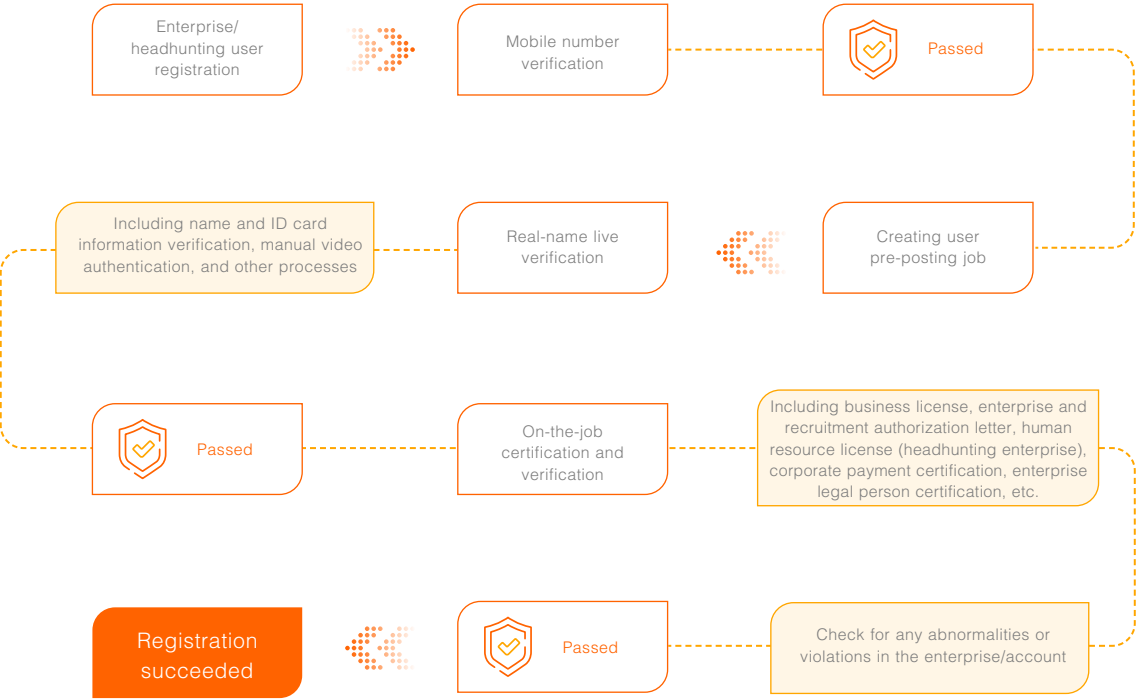 Enterprise/
headhunting user
registration
Mobile number
verification
Passed
Creating user
pre-posting job
Real-name live
verification
Including name and ID card
information verification, manual video
authentication, and other processes
Passed
On-the-job
certification and
verification
Including business license, enterprise and
recruitment authorization letter, human
resource license (headhunting enterprise),
corporate payment certification, enterprise
legal person certification, etc.
Check for any abnormalities or
violations in the enterprise/account
Passed
Registration
succeeded